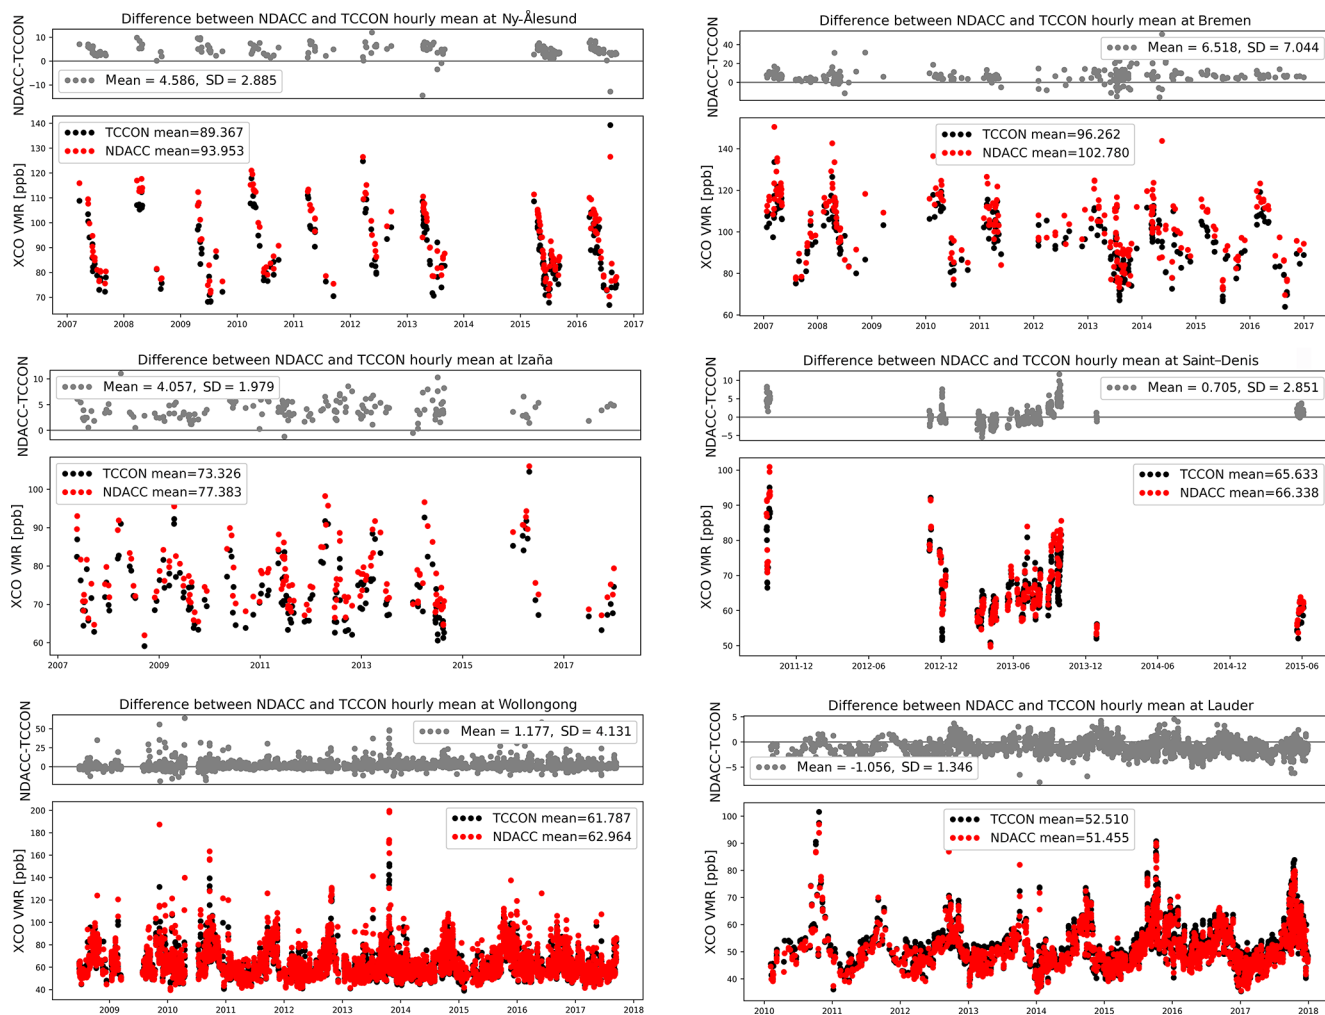 Difference between NDACC and TCCON hourly mean at Ny-Ålesund
NDACC-TCCON
10
0
−10
Mean = 4.586, SD = 2.885
XCO VMR [ppb]
140
130
120
110
100
90
80
70
TCCON mean=89.367
NDACC mean=93.953
2007 2008 2009 2010 2011 2012 2013 2014 2015 2016 2017
Difference between NDACC and TCCON hourly mean at Bremen
NDACC-TCCON
40
20
0
Mean = 6.518, SD = 7.044
XCO VMR [ppb]
140
120
100
80
60
TCCON mean=96.262
NDACC mean=102.780
2007 2008 2009 2010 2011 2012 2013 2014 2015 2016 2017
Difference between NDACC and TCCON hourly mean at Izaña
NDACC-TCCON
10
5
0
Mean = 4.057, SD = 1.979
XCO VMR [ppb]
100
90
80
70
60
TCCON mean=73.326
NDACC mean=77.383
2007 2009 2011 2013 2015 2017
Difference between NDACC and TCCON hourly mean at Saint–Denis
NDACC-TCCON
10
5
0
−5
Mean = 0.705, SD = 2.851
XCO VMR [ppb]
100
90
80
70
60
50
TCCON mean=65.633
NDACC mean=66.338
2011-12 2012-06 2012-12 2013-06 2013-12 2014-06 2014-12 2015-06
Difference between NDACC and TCCON hourly mean at Wollongong
NDACC-TCCON
50
25
0
Mean = 1.177, SD = 4.131
XCO VMR [ppb]
200
180
160
140
120
100
80
60
40
TCCON mean=61.787
NDACC mean=62.964
2009 2010 2011 2012 2013 2014 2015 2016 2017 2018
Difference between NDACC and TCCON hourly mean at Lauder
NDACC-TCCON
5
0
−5
Mean = -1.056, SD = 1.346
XCO VMR [ppb]
100
90
80
70
60
50
40
TCCON mean=52.510
NDACC mean=51.455
2010 2011 2012 2013 2014 2015 2016 2017 2018